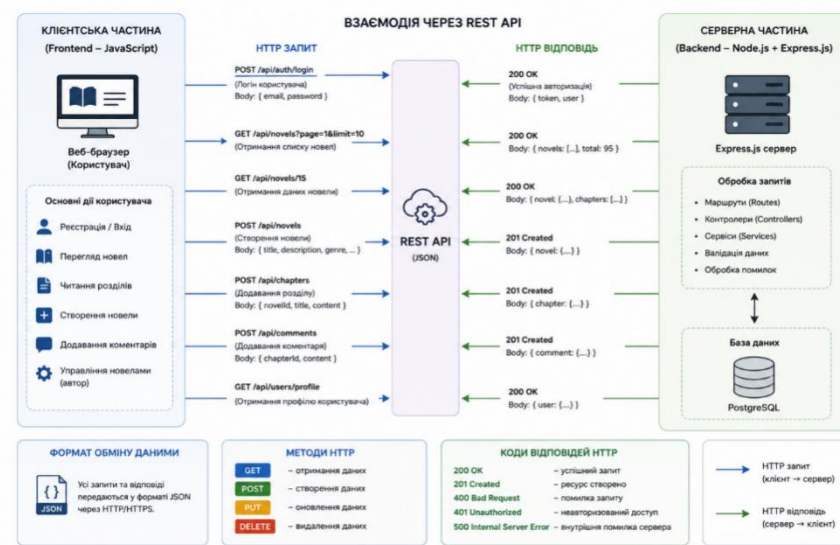 ВЗАЄМОДІЯ ЧЕРЕЗ REST API
КЛІЄНТСЬКА ЧАСТИНА
(Frontend – JavaScript)
Веб-браузер
(Користувач)
Основні дії користувача
Реєстрація / Вхід
Перегляд новел
Читання розділів
Створення новели
Додавання коментарів
Управління новелами
(автор)
HTTP ЗАПИТ
POST /api/auth/login
(Логін користувача)
Body: { email, password }
GET /api/novels?page=1&limit=10
(Отримання списку новел)
GET /api/novels/15
(Отримання даних новели)
POST /api/novels
(Створення новели)
Body: { title, description, genre, ... }
POST /api/chapters
(Додавання розділу)
Body: { novelId, title, content }
POST /api/comments
(Додавання коментаря)
Body: { chapterId, content }
GET /api/users/profile
(Отримання профілю користувача)
REST API
(JSON)
HTTP ВІДПОВІДЬ
200 OK
(Успішна авторизація)
Body: { token, user }
200 OK
Body: { novels: [...], total: 95 }
200 OK
Body: { novel: {...}, chapters: [...] }
201 Created
Body: { novel: {...} }
201 Created
Body: { chapter: {...} }
201 Created
Body: { comment: {...} }
200 OK
Body: { user: {...} }
СЕРВЕРНА ЧАСТИНА
(Backend – Node.js + Express.js)
Express.js сервер
Обробка запитів
• Маршрути (Routes)
• Контролери (Controllers)
• Сервіси (Services)
• Валідація даних
• Обробка помилок
База даних
PostgreSQL
ФОРМАТ ОБМІНУ ДАНИМИ
{ }
JSON
Усі запити та відповіді
передаються у форматі JSON
через HTTP/HTTPS.
МЕТОДИ HTTP
GET – отримання даних
POST – створення даних
PUT – оновлення даних
DELETE – видалення даних
КОДИ ВІДПОВІДЕЙ HTTP
200 OK – успішний запит
201 Created – ресурс створено
400 Bad Request – помилка запиту
401 Unauthorized – неавторизований доступ
500 Internal Server Error – внутрішня помилка сервера
HTTP запит
(клієнт → сервер)
HTTP відповідь
(сервер → клієнт)